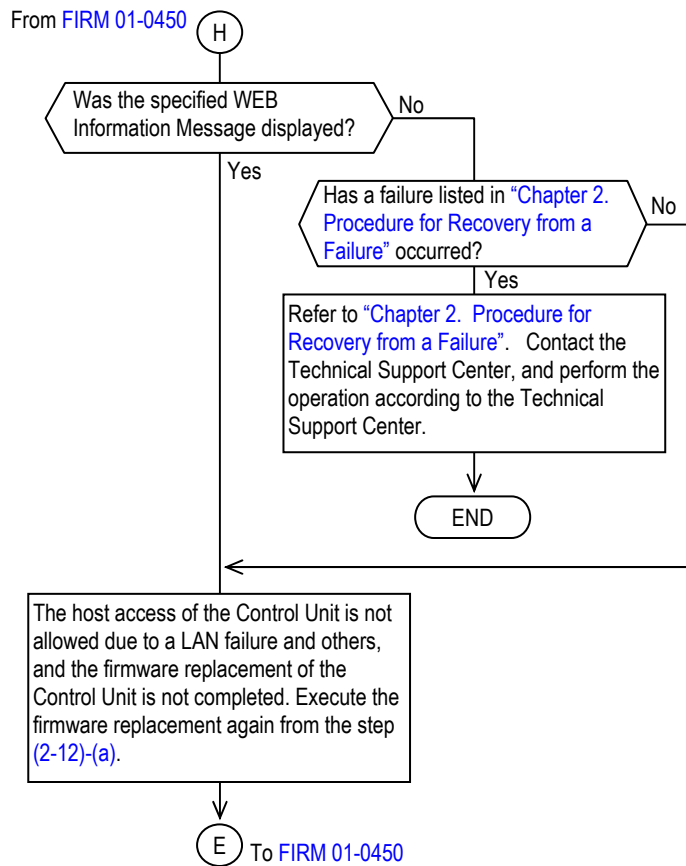 From FIRM 01-0450
H
Was the specified WEB
Information Message displayed?
No
Yes
Has a failure listed in “Chapter 2.
Procedure for Recovery from a
Failure” occurred?
No
Yes
Refer to “Chapter 2. Procedure for
Recovery from a Failure”. Contact the
Technical Support Center, and perform the
operation according to the Technical
Support Center.
END
The host access of the Control Unit is not
allowed due to a LAN failure and others,
and the firmware replacement of the
Control Unit is not completed. Execute the
firmware replacement again from the step
(2-12)-(a).
E
To FIRM 01-0450